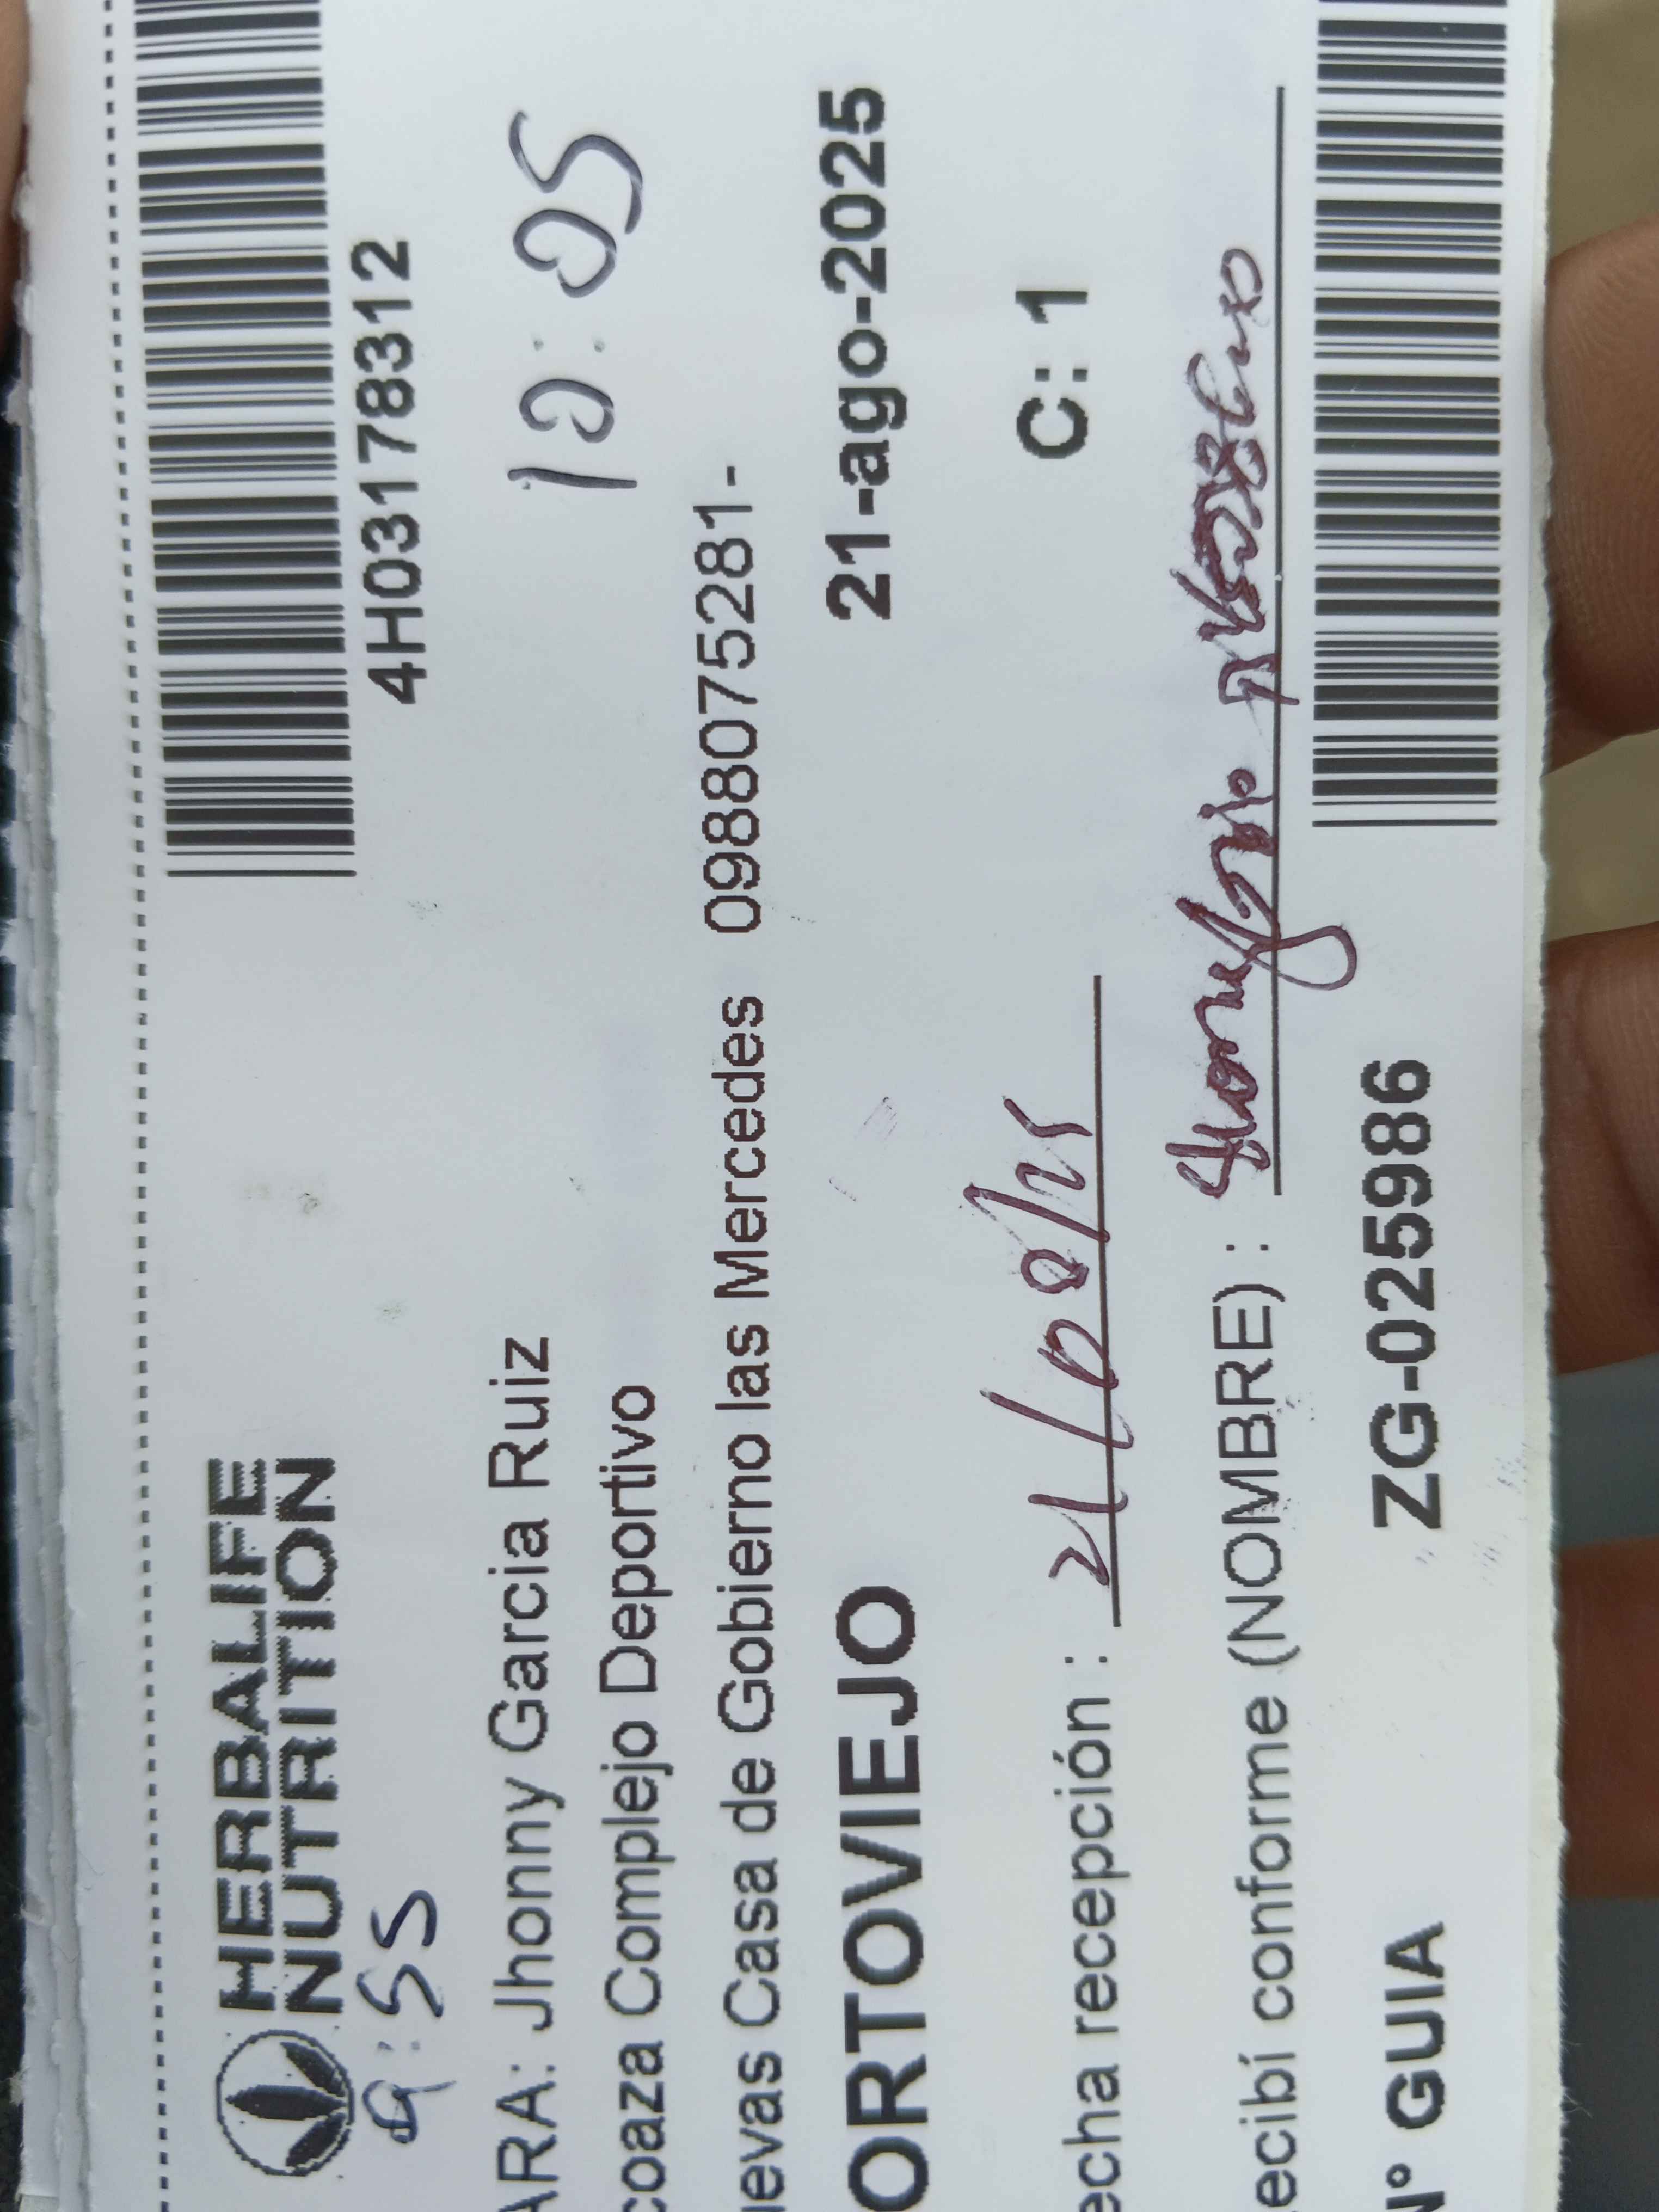 HERBALIFE
NUTRITION
4H03178312
9:55
10:05
ARA: Jhonny Garcia Ruiz
coaza Complejo Deportivo
uevas Casa de Gobierno las Mercedes 0988075281-
ORTOVIEJO 21-ago-2025
echa recepción : 21/08/25 C: 1
ecibí conforme (NOMBRE) :
N° GUIA ZG-025986